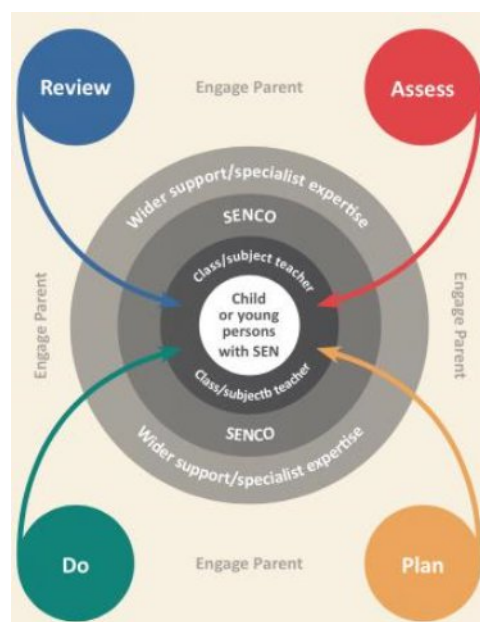 Review
Engage Parent
Assess
Wider support/specialist expertise
SENCO
Class/subject teacher
Engage Parent
Child
or young
persons
with SEN
Engage Parent
Class/subjectb teacher
SENCO
Wider support/specialist expertise
Do
Engage Parent
Plan